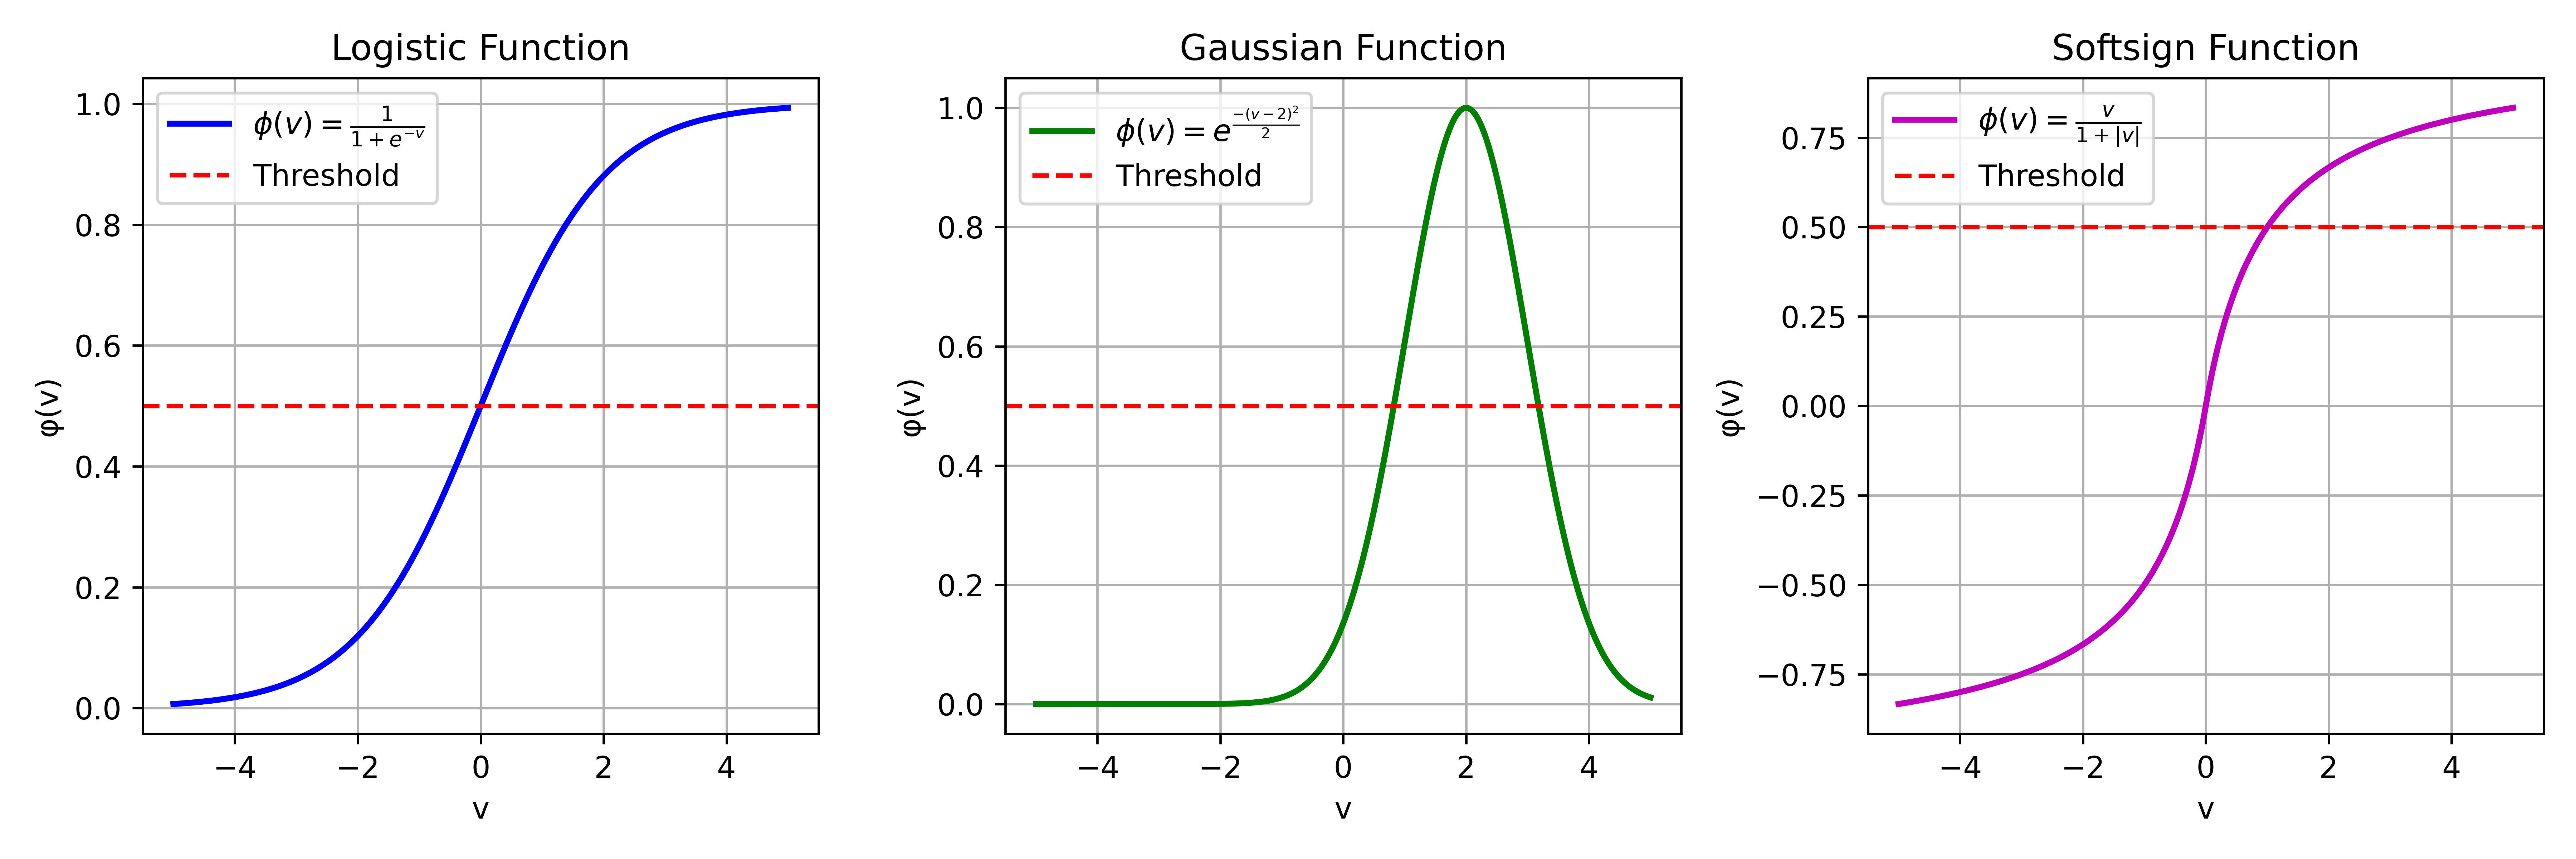 Logistic Function
1.0
0.8
0.6
0.4
0.2
0.0
φ(v)
ϕ(v) = 1/(1 + e^{−v})
Threshold
−4 −2 0 2 4
v
Gaussian Function
1.0
0.8
0.6
0.4
0.2
0.0
φ(v)
ϕ(v) = e^{−(v − 2)²/2}
Threshold
−4 −2 0 2 4
v
Softsign Function
0.75
0.50
0.25
0.00
−0.25
−0.50
−0.75
φ(v)
ϕ(v) = v/(1 + |v|)
Threshold
−4 −2 0 2 4
v